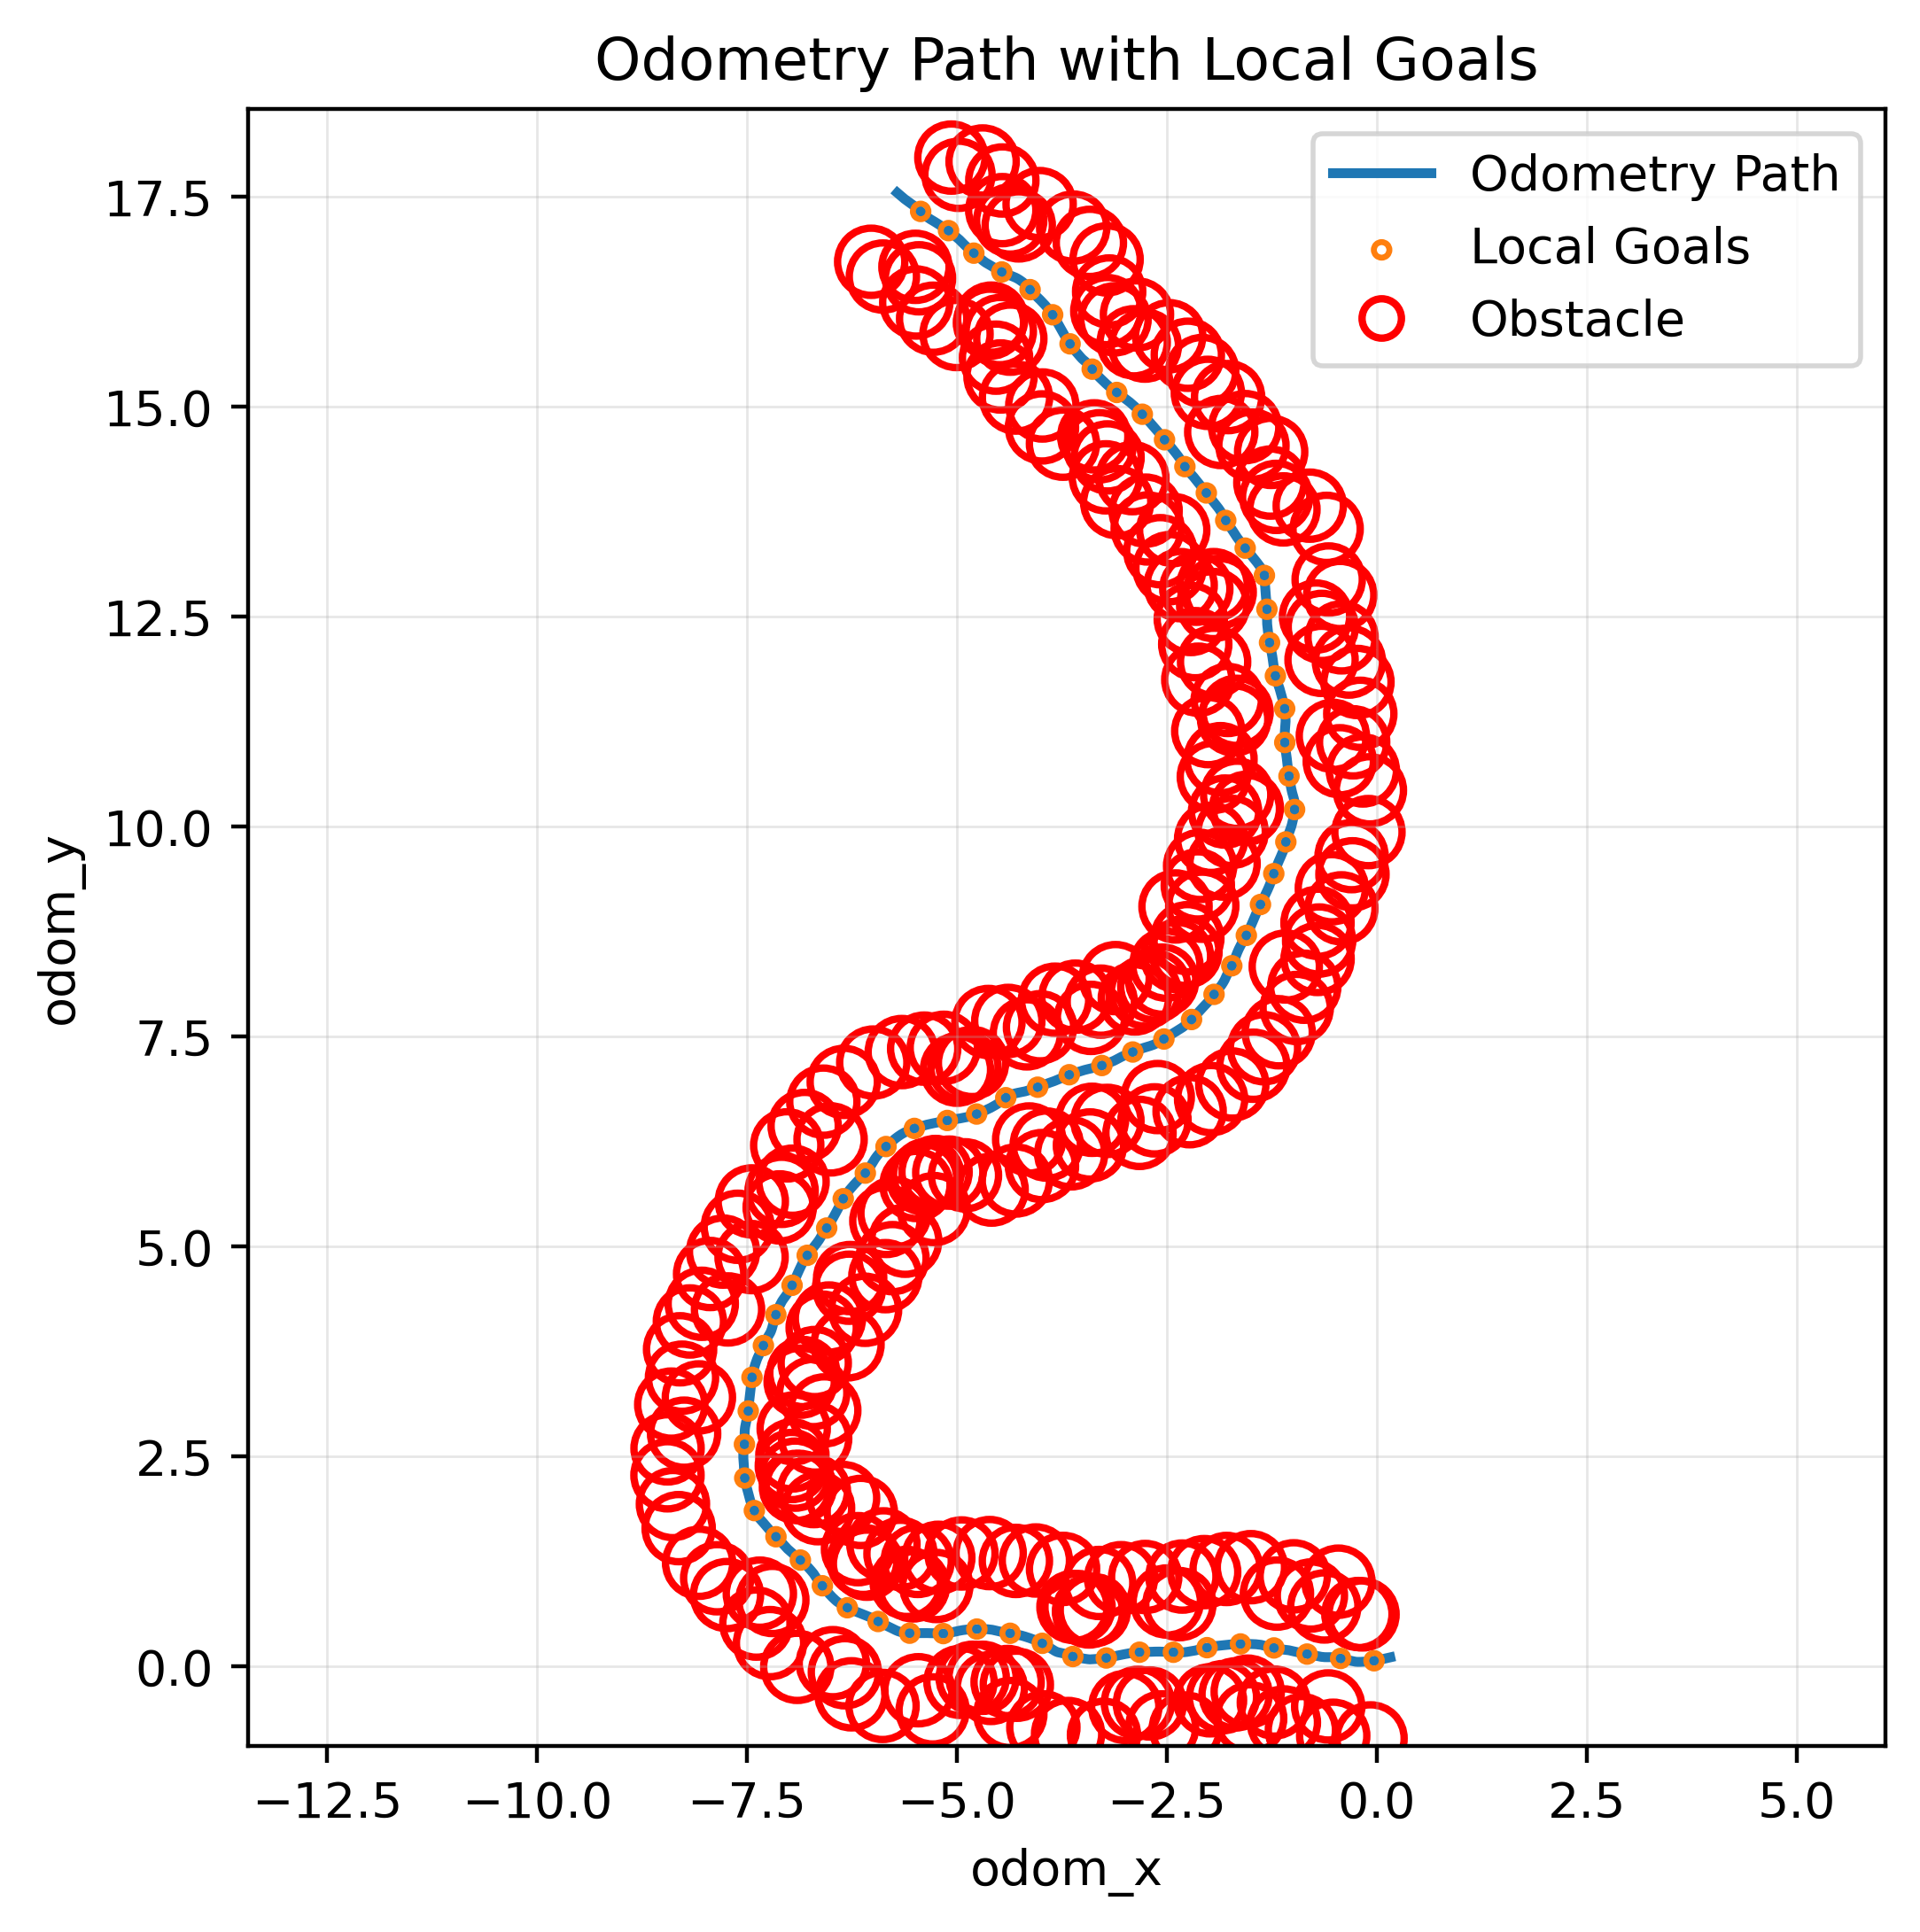 Odometry Path with Local Goals
Odometry Path
Local Goals
Obstacle
17.5
15.0
12.5
10.0
7.5
5.0
2.5
0.0
odom_y
−12.5 −10.0 −7.5 −5.0 −2.5 0.0 2.5 5.0
odom_x